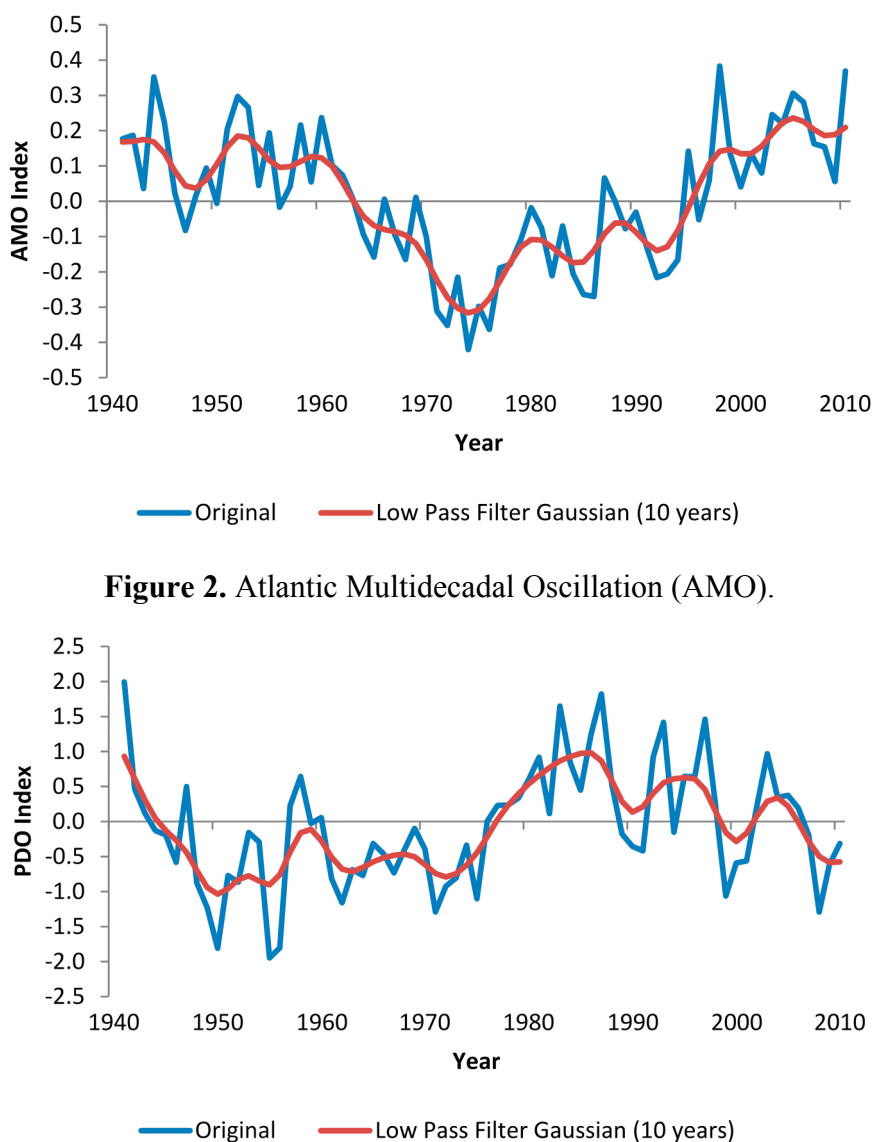 0.5
0.4
0.3
0.2
0.1
0.0
-0.1
-0.2
-0.3
-0.4
-0.5
AMO Index
1940 1950 1960 1970 1980 1990 2000 2010
Year
Original Low Pass Filter Gaussian (10 years)
Figure 2. Atlantic Multidecadal Oscillation (AMO).
2.5
2.0
1.5
1.0
0.5
0.0
-0.5
-1.0
-1.5
-2.0
-2.5
PDO Index
1940 1950 1960 1970 1980 1990 2000 2010
Year
Original Low Pass Filter Gaussian (10 years)